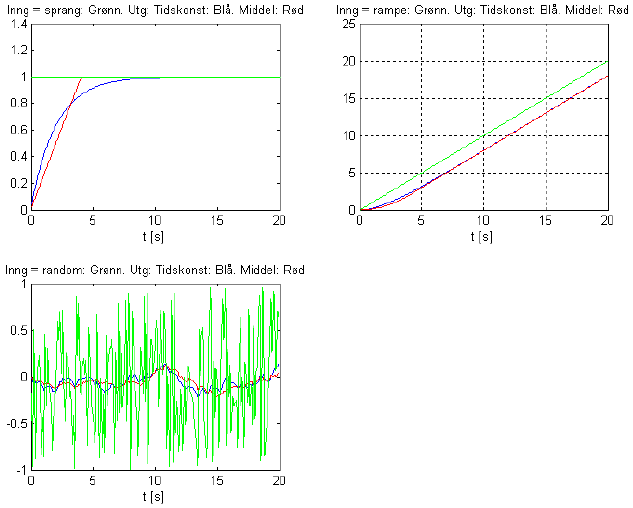 Inng = sprang: Grønn. Utg: Tidskonst: Blå. Middel: Rød
1.4
1.2
1
0.8
0.6
0.4
0.2
0
0 5 10 15 20
t [s]
Inng = rampe: Grønn. Utg: Tidskonst: Blå. Middel: Rød
25
20
15
10
5
0
0 5 10 15 20
t [s]
Inng = random: Grønn. Utg: Tidskonst: Blå. Middel: Rød
1
0.5
0
-0.5
-1
0 5 10 15 20
t [s]